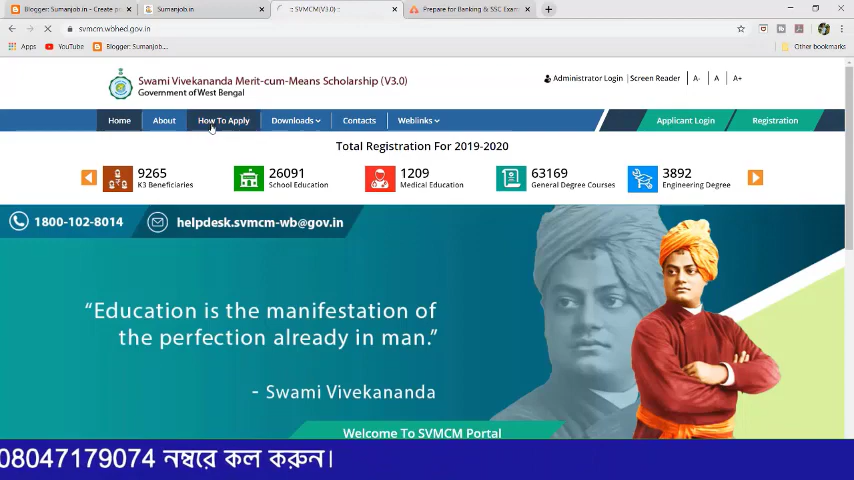 Blogger: Sumanjob.in - Create p
Sumanjob.in
:: SVMCM(V3.0) ::
Prepare for Banking & SSC Exam
svmcm.wbhed.gov.in
Apps
YouTube
Blogger: Sumanjob....
Other bookmarks
Swami Vivekananda Merit-cum-Means Scholarship (V3.0)
Government of West Bengal
Administrator Login | Screen Reader A- A A+
Home About How To Apply Downloads Contacts Weblinks Applicant Login Registration
Total Registration For 2019-2020
9265
K3 Beneficiaries
26091
School Education
1209
Medical Education
63169
General Degree Courses
3892
Engineering Degree
1800-102-8014
helpdesk.svmcm-wb@gov.in
“Education is the manifestation of
the perfection already in man.”
- Swami Vivekananda
Welcome To SVMCM Portal
08047179074 নম্বরে কল করুন।